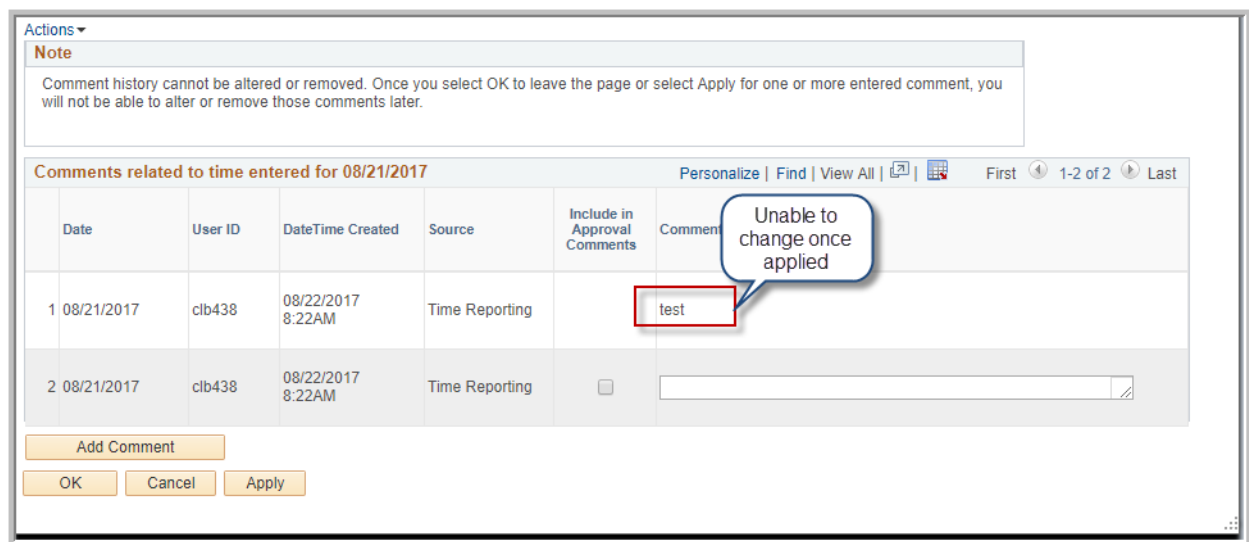 Actions
Note
Comment history cannot be altered or removed. Once you select OK to leave the page or select Apply for one or more entered comment, you
will not be able to alter or remove those comments later.
Comments related to time entered for 08/21/2017 Personalize | Find | View All | | First 1-2 of 2 Last
Date User ID DateTime Created Source Include in Approval Comments Comment
Unable to
change once
applied
1 08/21/2017 clb438 08/22/2017 8:22AM Time Reporting test
2 08/21/2017 clb438 08/22/2017 8:22AM Time Reporting
Add Comment
OK Cancel Apply